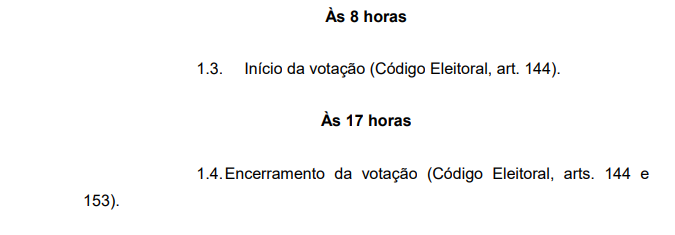 Às 8 horas
1.3. Início da votação (Código Eleitoral, art. 144).
Às 17 horas
1.4.Encerramento da votação (Código Eleitoral, arts. 144 e
153).